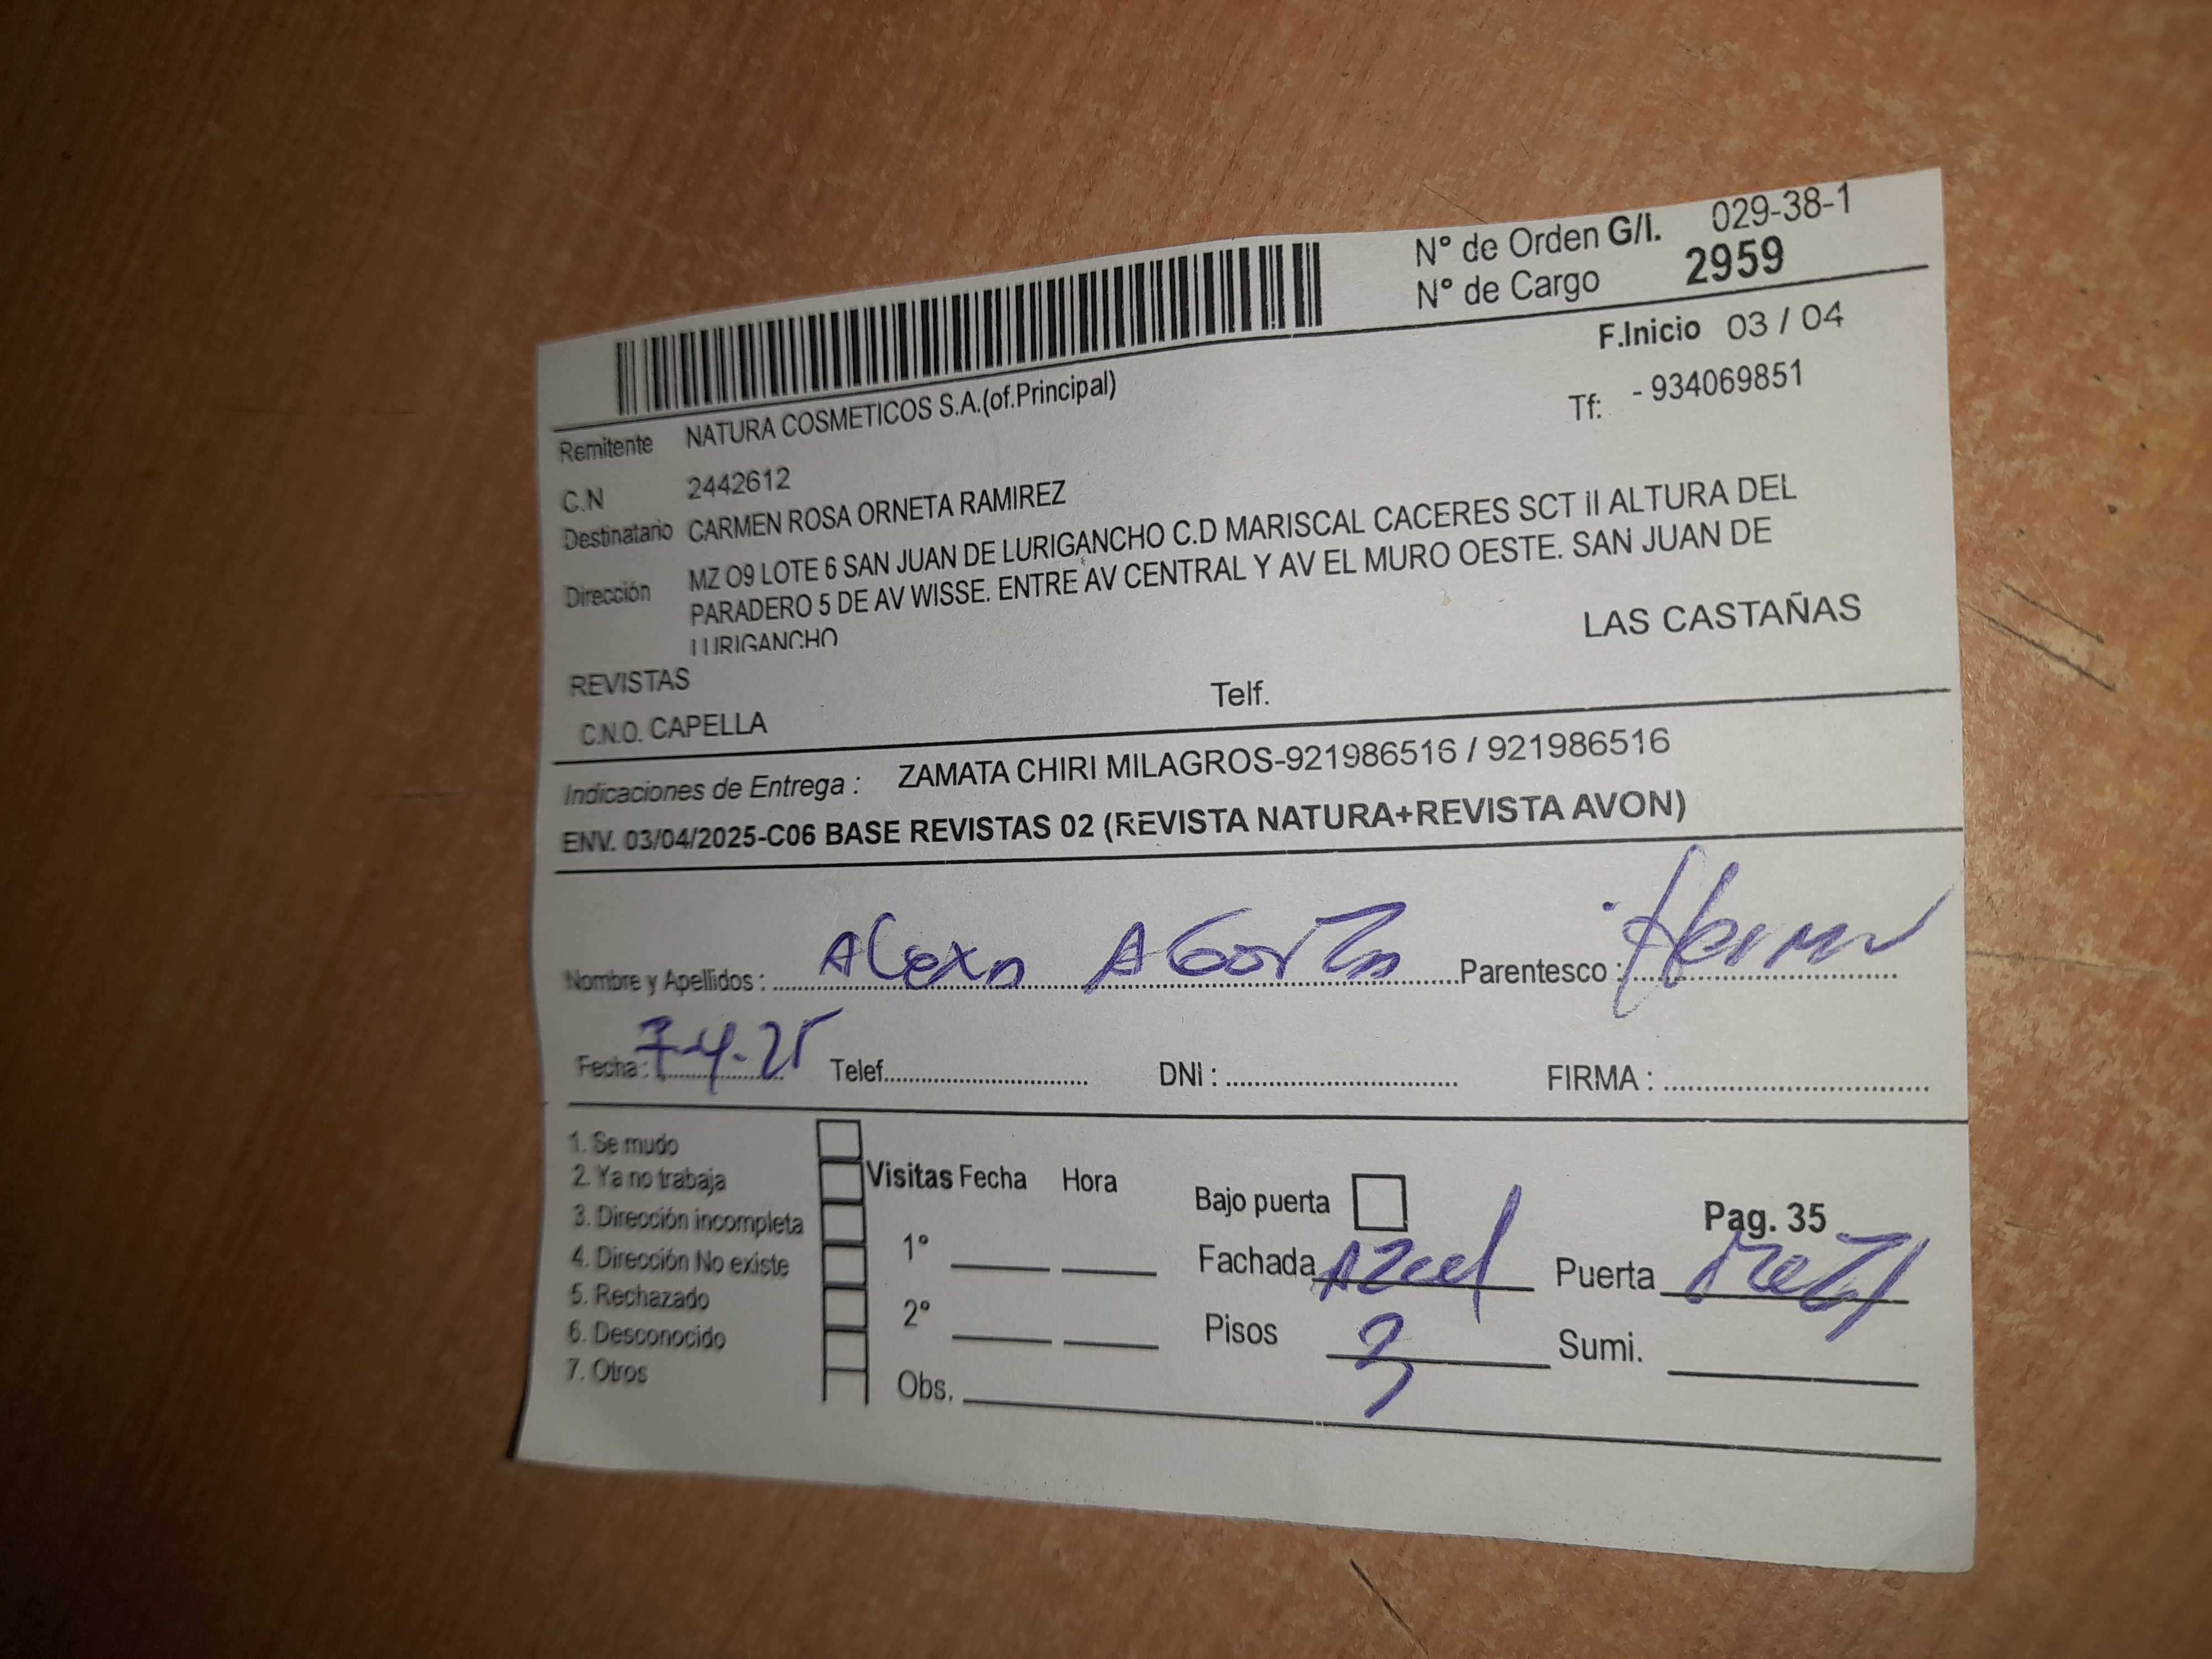 N° de Orden G/I. 029-38-1
N° de Cargo 2959
F.Inicio 03 / 04
Remitente NATURA COSMETICOS S.A.(of.Principal)
Tf: - 934069851
C.N 2442612
Destinatario CARMEN ROSA ORNETA RAMIREZ
Dirección MZ O9 LOTE 6 SAN JUAN DE LURIGANCHO C.D MARISCAL CACERES SCT II ALTURA DEL
PARADERO 5 DE AV WISSE. ENTRE AV CENTRAL Y AV EL MURO OESTE. SAN JUAN DE
LURIGANCHO
LAS CASTAÑAS
REVISTAS
C.N.O. CAPELLA Telf.
Indicaciones de Entrega : ZAMATA CHIRI MILAGROS-921986516 / 921986516
ENV. 03/04/2025-C06 BASE REVISTAS 02 (REVISTA NATURA+REVISTA AVON)
Nombre y Apellidos : Alexa Parentesco :
Fecha : 7-4-25 Telef. DNI : FIRMA :
1. Se mudo
2. Ya no trabaja
3. Dirección incompleta
4. Dirección No existe
5. Rechazado
6. Desconocido
7. Otros
Visitas Fecha Hora
1°
2°
Obs.
Bajo puerta
Pag. 35
Fachada Azul Puerta Metal
Pisos 3 Sumi.